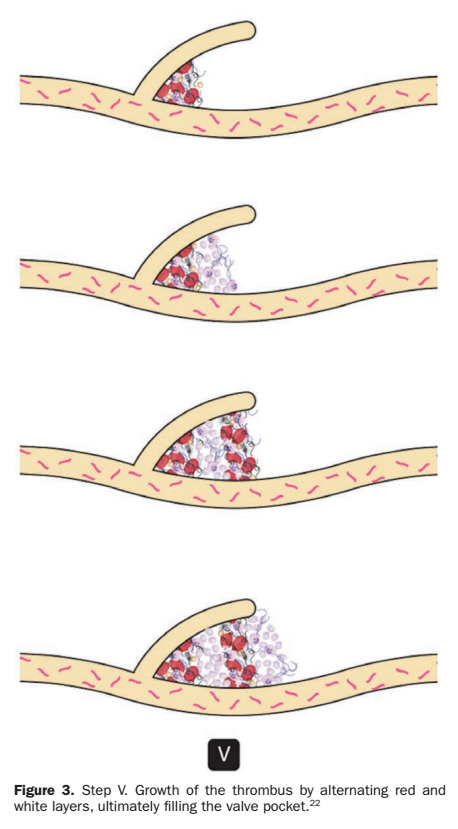 V
Figure 3. Step V. Growth of the thrombus by alternating red and
white layers, ultimately filling the valve pocket.22